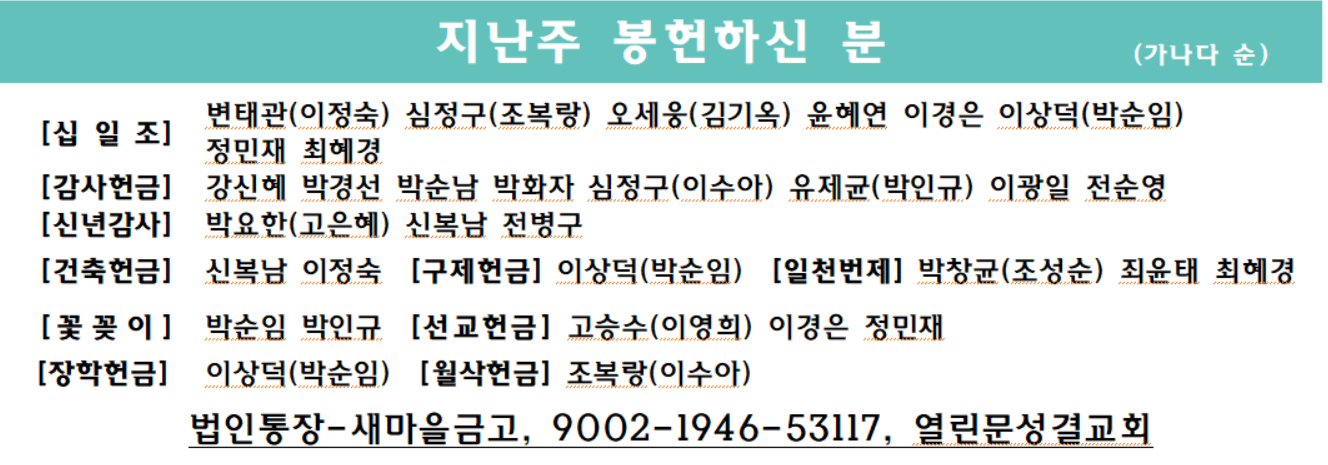 지난주 봉헌하신 분 (가나다 순)
[십 일 조] 변태관(이정숙) 심정구(조복랑) 오세웅(김기옥) 윤혜연 이경은 이상덕(박순임)
정민재 최혜경
[감사헌금] 강신혜 박경선 박순남 박화자 심정구(이수아) 유제균(박인규) 이광일 전순영
[신년감사] 박요한(고은혜) 신복남 전병구
[건축헌금] 신복남 이정숙 [구제헌금] 이상덕(박순임) [일천번제] 박창균(조성순) 죄윤태 최혜경
[꽃꽂이] 박순임 박인규 [선교헌금] 고승수(이영희) 이경은 정민재
[장학헌금] 이상덕(박순임) [월삭헌금] 조복랑(이수아)
법인통장-새마을금고, 9002-1946-53117, 열린문성결교회